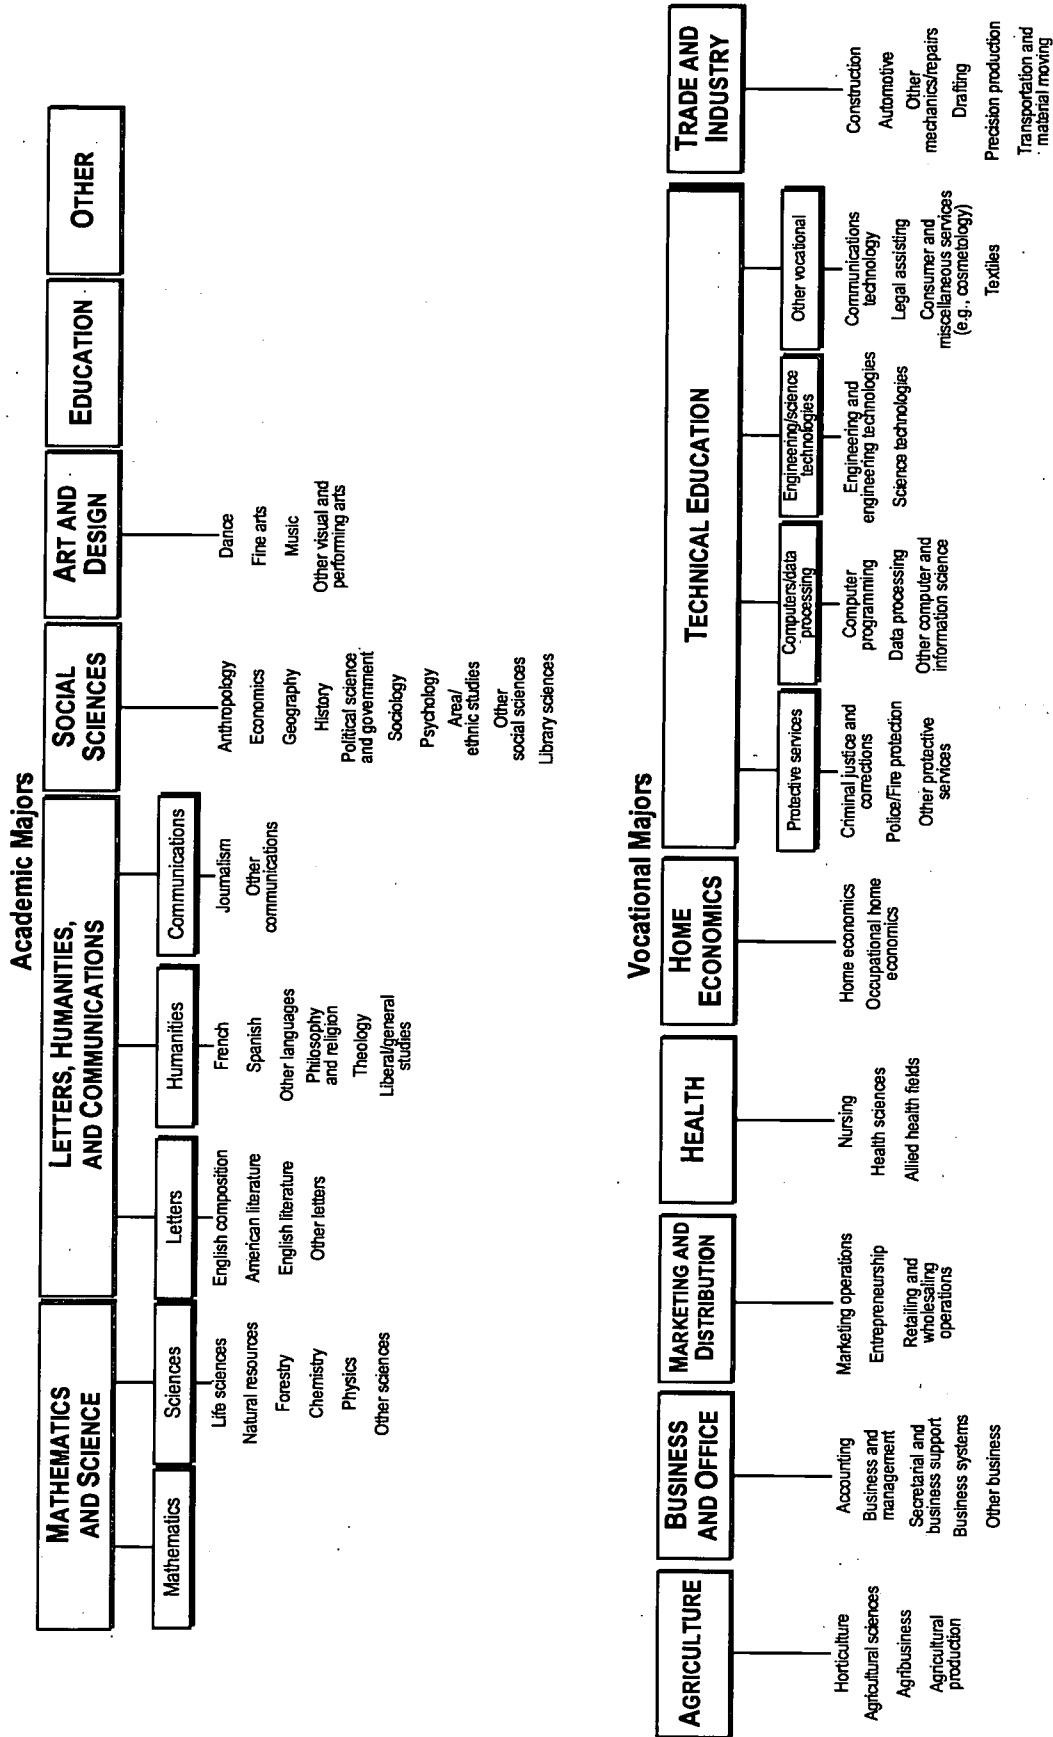 Academic Majors
MATHEMATICS
AND SCIENCE
Mathematics
Sciences
Life sciences
Natural resources
Forestry
Chemistry
Physics
Other sciences
LETTERS, HUMANITIES,
AND COMMUNICATIONS
Letters
English composition
American literature
English literature
Other letters
Humanities
French
Spanish
Other languages
Philosophy
and religion
Theology
Liberal/general
studies
Communications
Journalism
Other
communications
SOCIAL
SCIENCES
Anthropology
Economics
Geography
History
Political science
and government
Sociology
Psychology
Area/
ethnic studies
Other
social sciences
Library sciences
ART AND
DESIGN
Dance
Fine arts
Music
Other visual and
performing arts
EDUCATION
OTHER
Vocational Majors
AGRICULTURE
Horticulture
Agricultural sciences
Agribusiness
Agricultural
production
BUSINESS
AND OFFICE
Accounting
Business and
management
Secretarial and
business support
Business systems
Other business
MARKETING AND
DISTRIBUTION
Marketing operations
Entrepreneurship
Retailing and
wholesaling
operations
HEALTH
Nursing
Health sciences
Allied health fields
HOME
ECONOMICS
Home economics
Occupational home
economics
TECHNICAL EDUCATION
Protective services
Criminal justice and
corrections
Police/Fire protection
Other protective
services
Computers/data
processing
Computer
programming
Data processing
Other computer and
information science
Engineering/science
technologies
Engineering and
engineering technologies
Science technologies
Other vocational
Communications
technology
Legal assisting
Consumer and
miscellaneous services
(e.g., cosmetology)
Textiles
TRADE AND
INDUSTRY
Construction
Automotive
Other
mechanics/repairs
Drafting
Precision production
Transportation and
material moving